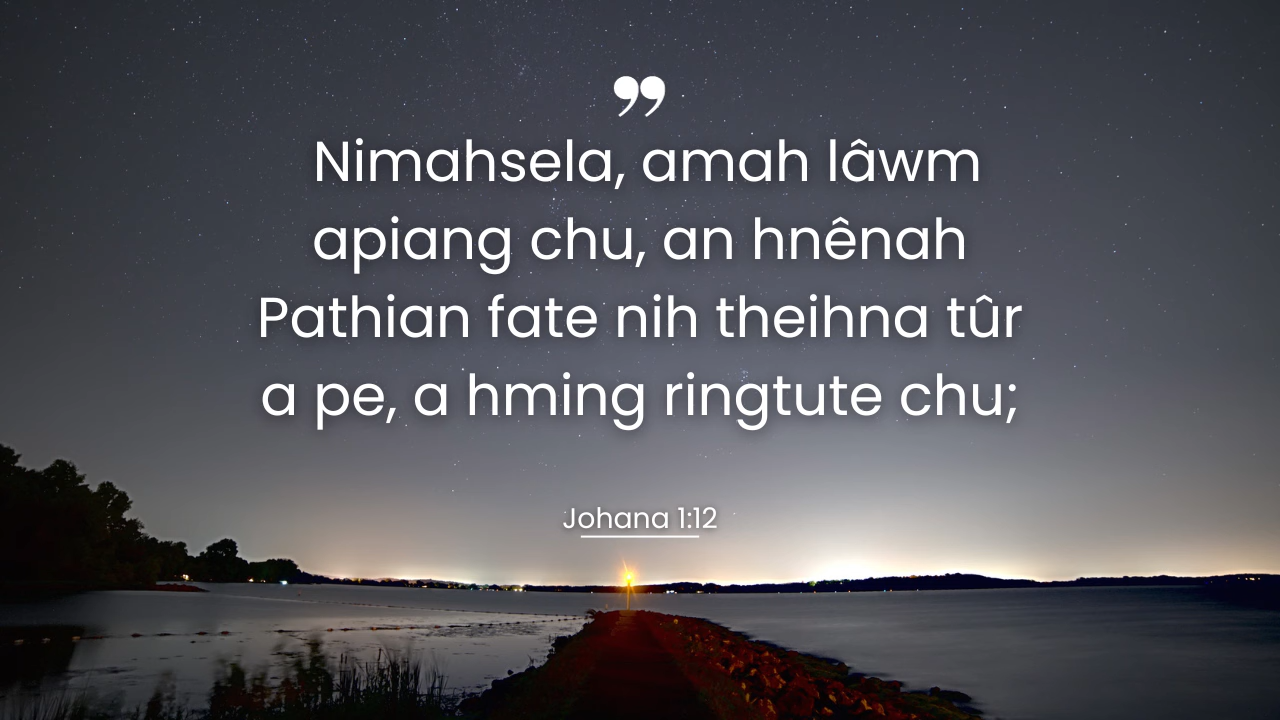 ”
Nimahsela, amah lâwm
apiang chu, an hnênah
Pathian fate nih theihna tûr
a pe, a hming ringtute chu;
Johana 1:12